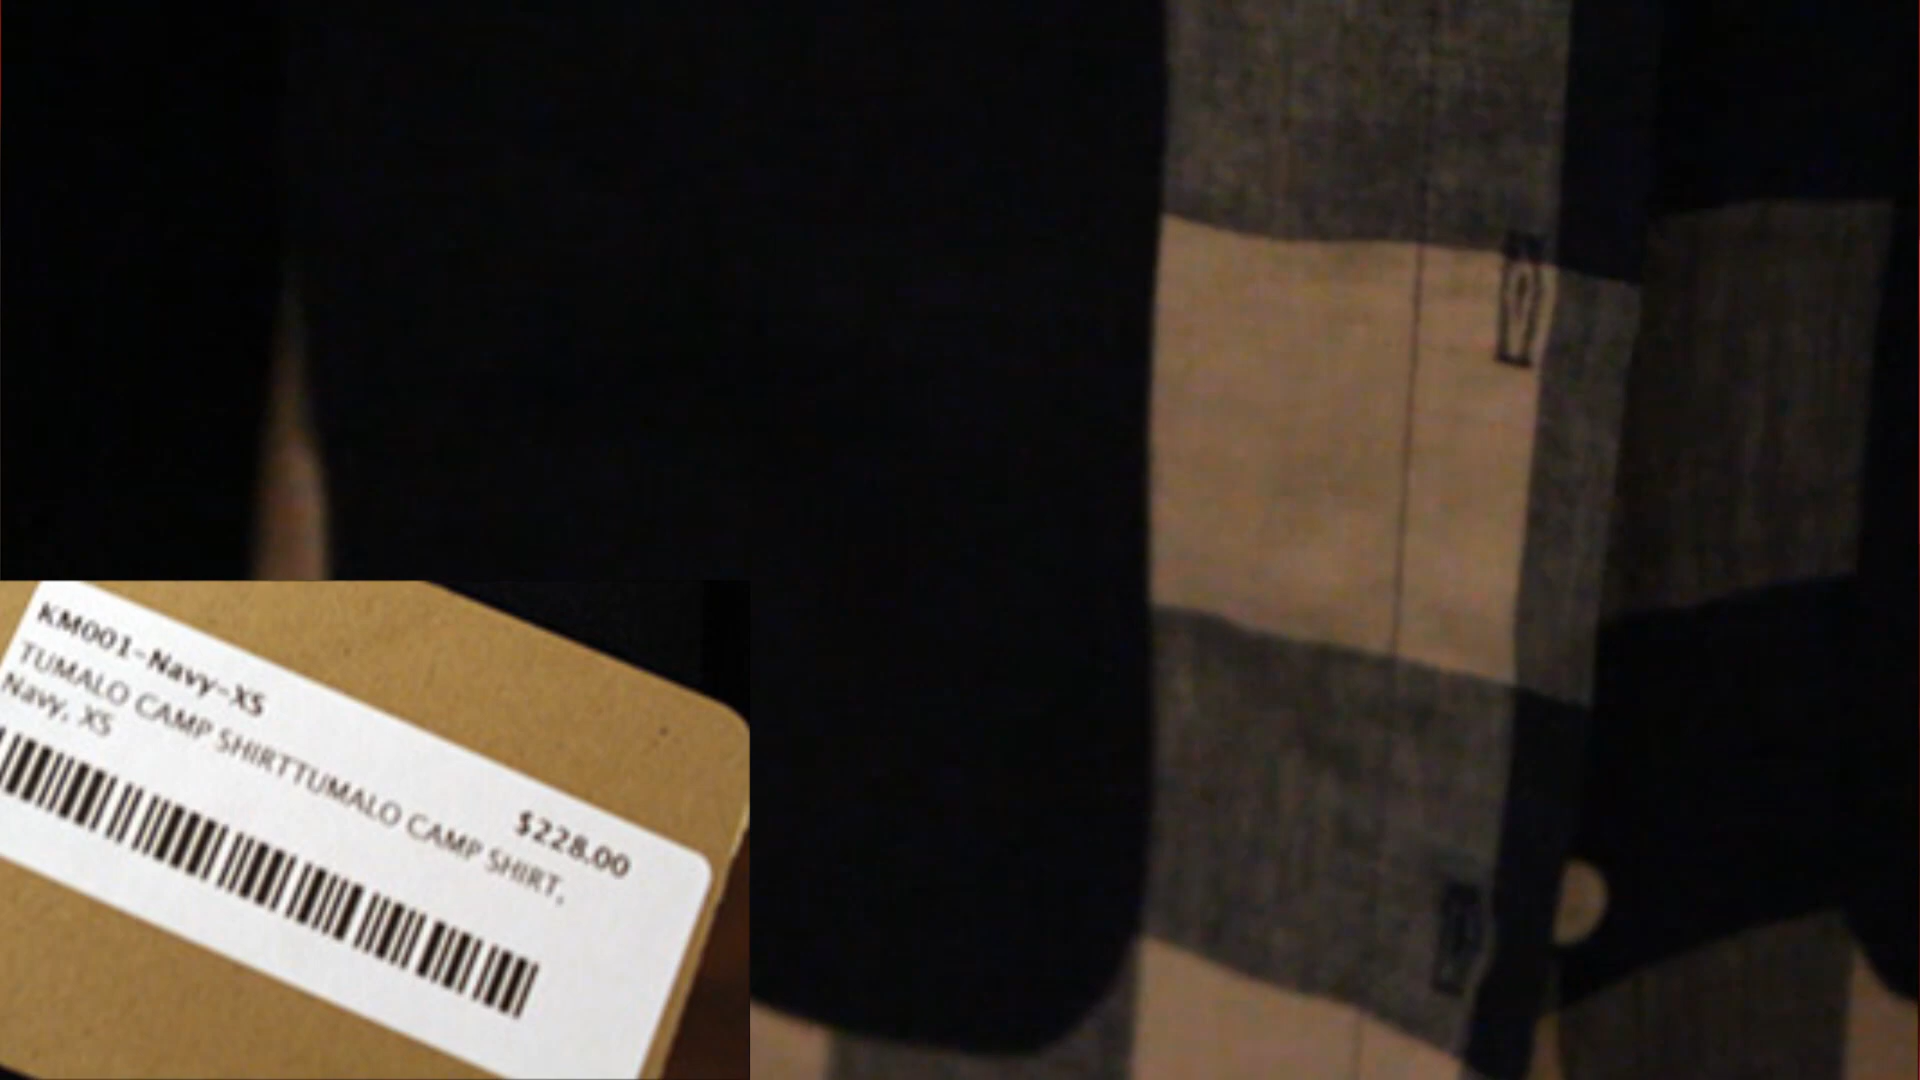 KM001-Navy-XS
TUMALO CAMP SHIRTTUMALO CAMP SHIRT,
Navy, XS
$228.00